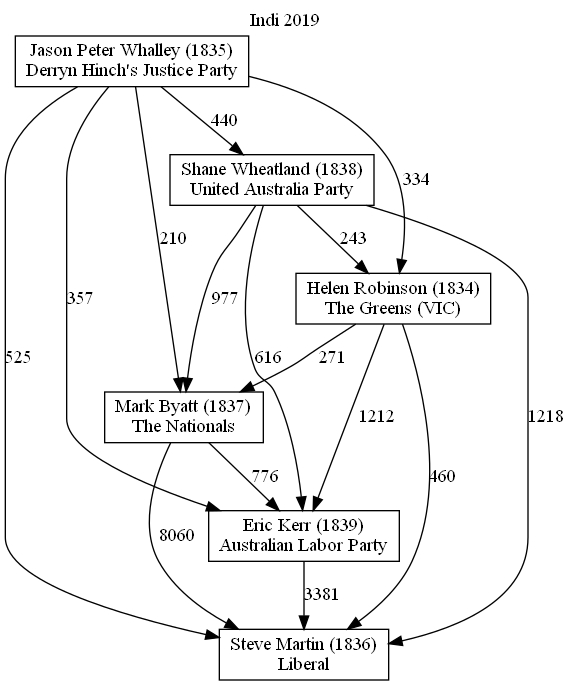 Indi 2019
Jason Peter Whalley (1835)
Derryn Hinch's Justice Party
440
Shane Wheatland (1838)
United Australia Party
334
210
243
977
357
616
525
Helen Robinson (1834)
The Greens (VIC)
271
1212
1218
460
Mark Byatt (1837)
The Nationals
776
8060
Eric Kerr (1839)
Australian Labor Party
3381
Steve Martin (1836)
Liberal